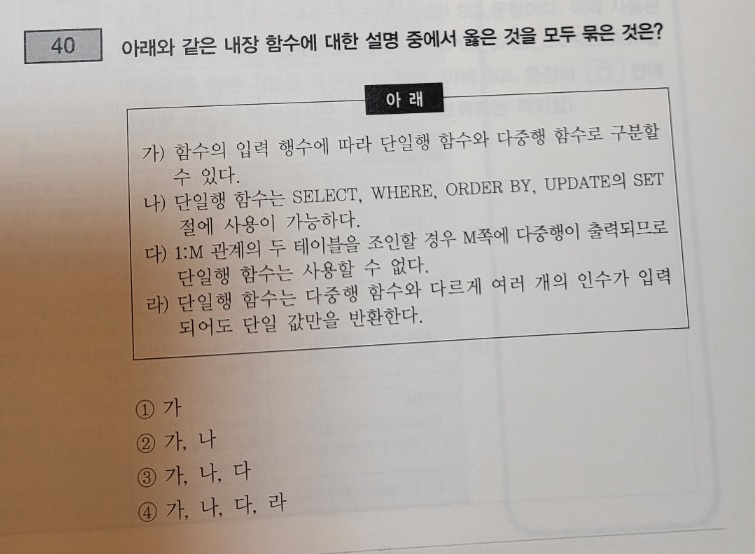 40 아래와 같은 내장 함수에 대한 설명 중에서 옳은 것을 모두 묶은 것은?
아 래
가) 함수의 입력 행수에 따라 단일행 함수와 다중행 함수로 구분할
수 있다.
나) 단일행 함수는 SELECT, WHERE, ORDER BY, UPDATE의 SET
절에 사용이 가능하다.
다) 1:M 관계의 두 테이블을 조인할 경우 M쪽에 다중행이 출력되므로
단일행 함수는 사용할 수 없다.
라) 단일행 함수는 다중행 함수와 다르게 여러 개의 인수가 입력
되어도 단일 값만을 반환한다.
① 가
② 가, 나
③ 가, 나, 다
④ 가, 나, 다, 라